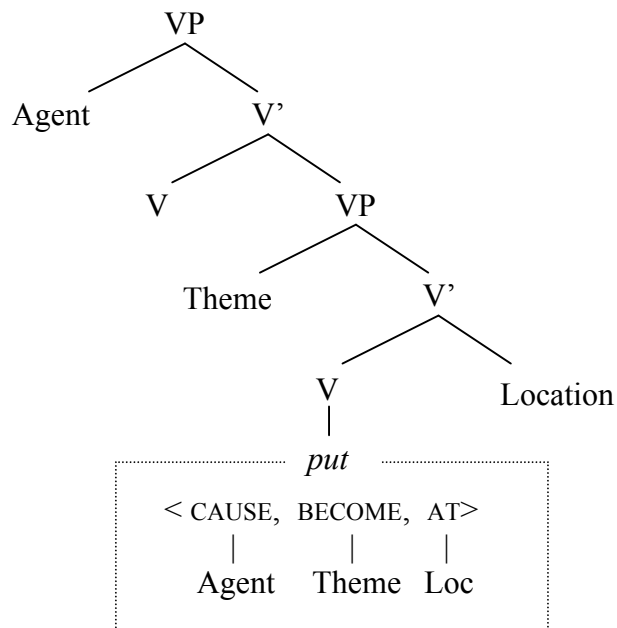 VP
Agent V’
V VP
Theme V’
V Location
put
< CAUSE, BECOME, AT>
| | |
Agent Theme Loc